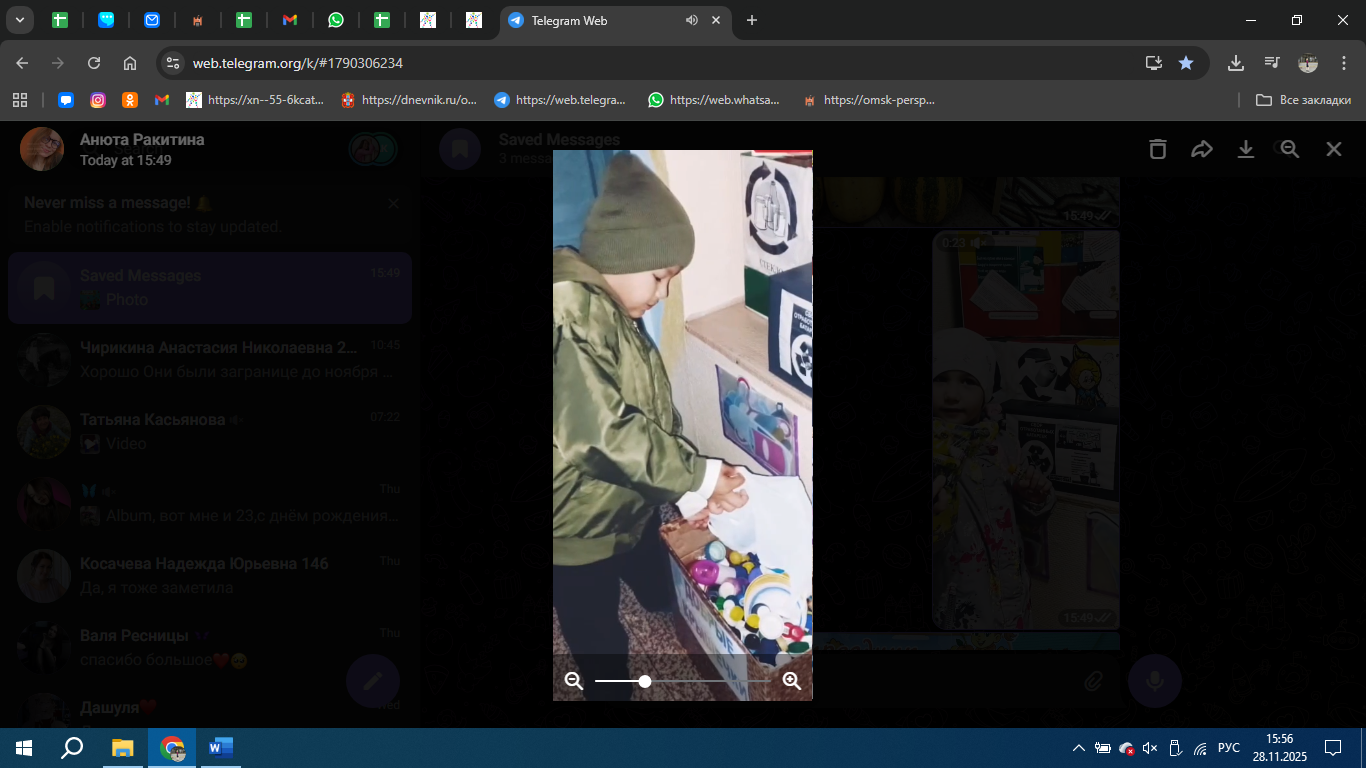 Telegram Web
web.telegram.org/k/#1790306234
https://xn--55-6kcat...
https://dnevnik.ru/o...
https://web.telegra...
https://web.whatsa...
https://omsk-persp...
Все закладки
Анюта Ракитина
Today at 15:49
Never miss a message! 🔔
Enable notifications to stay updated.
Saved Messages
15:49
Photo
Чирикина Анастасия Николаевна 2...
10:45
Хорошо Они были загранице до ноября ...
Татьяна Касьянова
07:22
Video
Thu
Album, вот мне и 23,с днём рождения...
Косачева Надежда Юрьевна 146
Thu
Да, я тоже заметила
Валя Ресницы
Thu
спасибо большое❤️🥺
Дашуля❤️
Wed
Saved Messages
15:49
0:23
15:49
РУС
15:56
28.11.2025